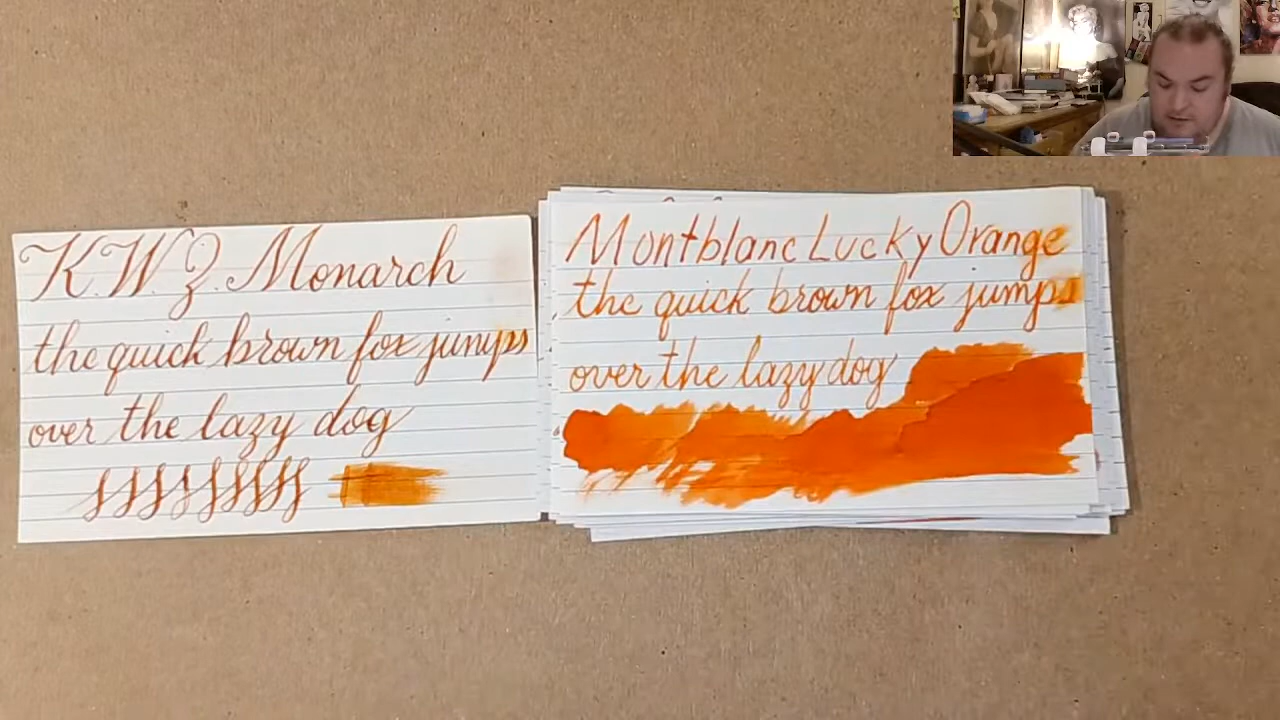 K.W.Z. Monarch
the quick brown fox jumps
over the lazy dog
Montblanc Lucky Orange
the quick brown fox jumps
over the lazy dog